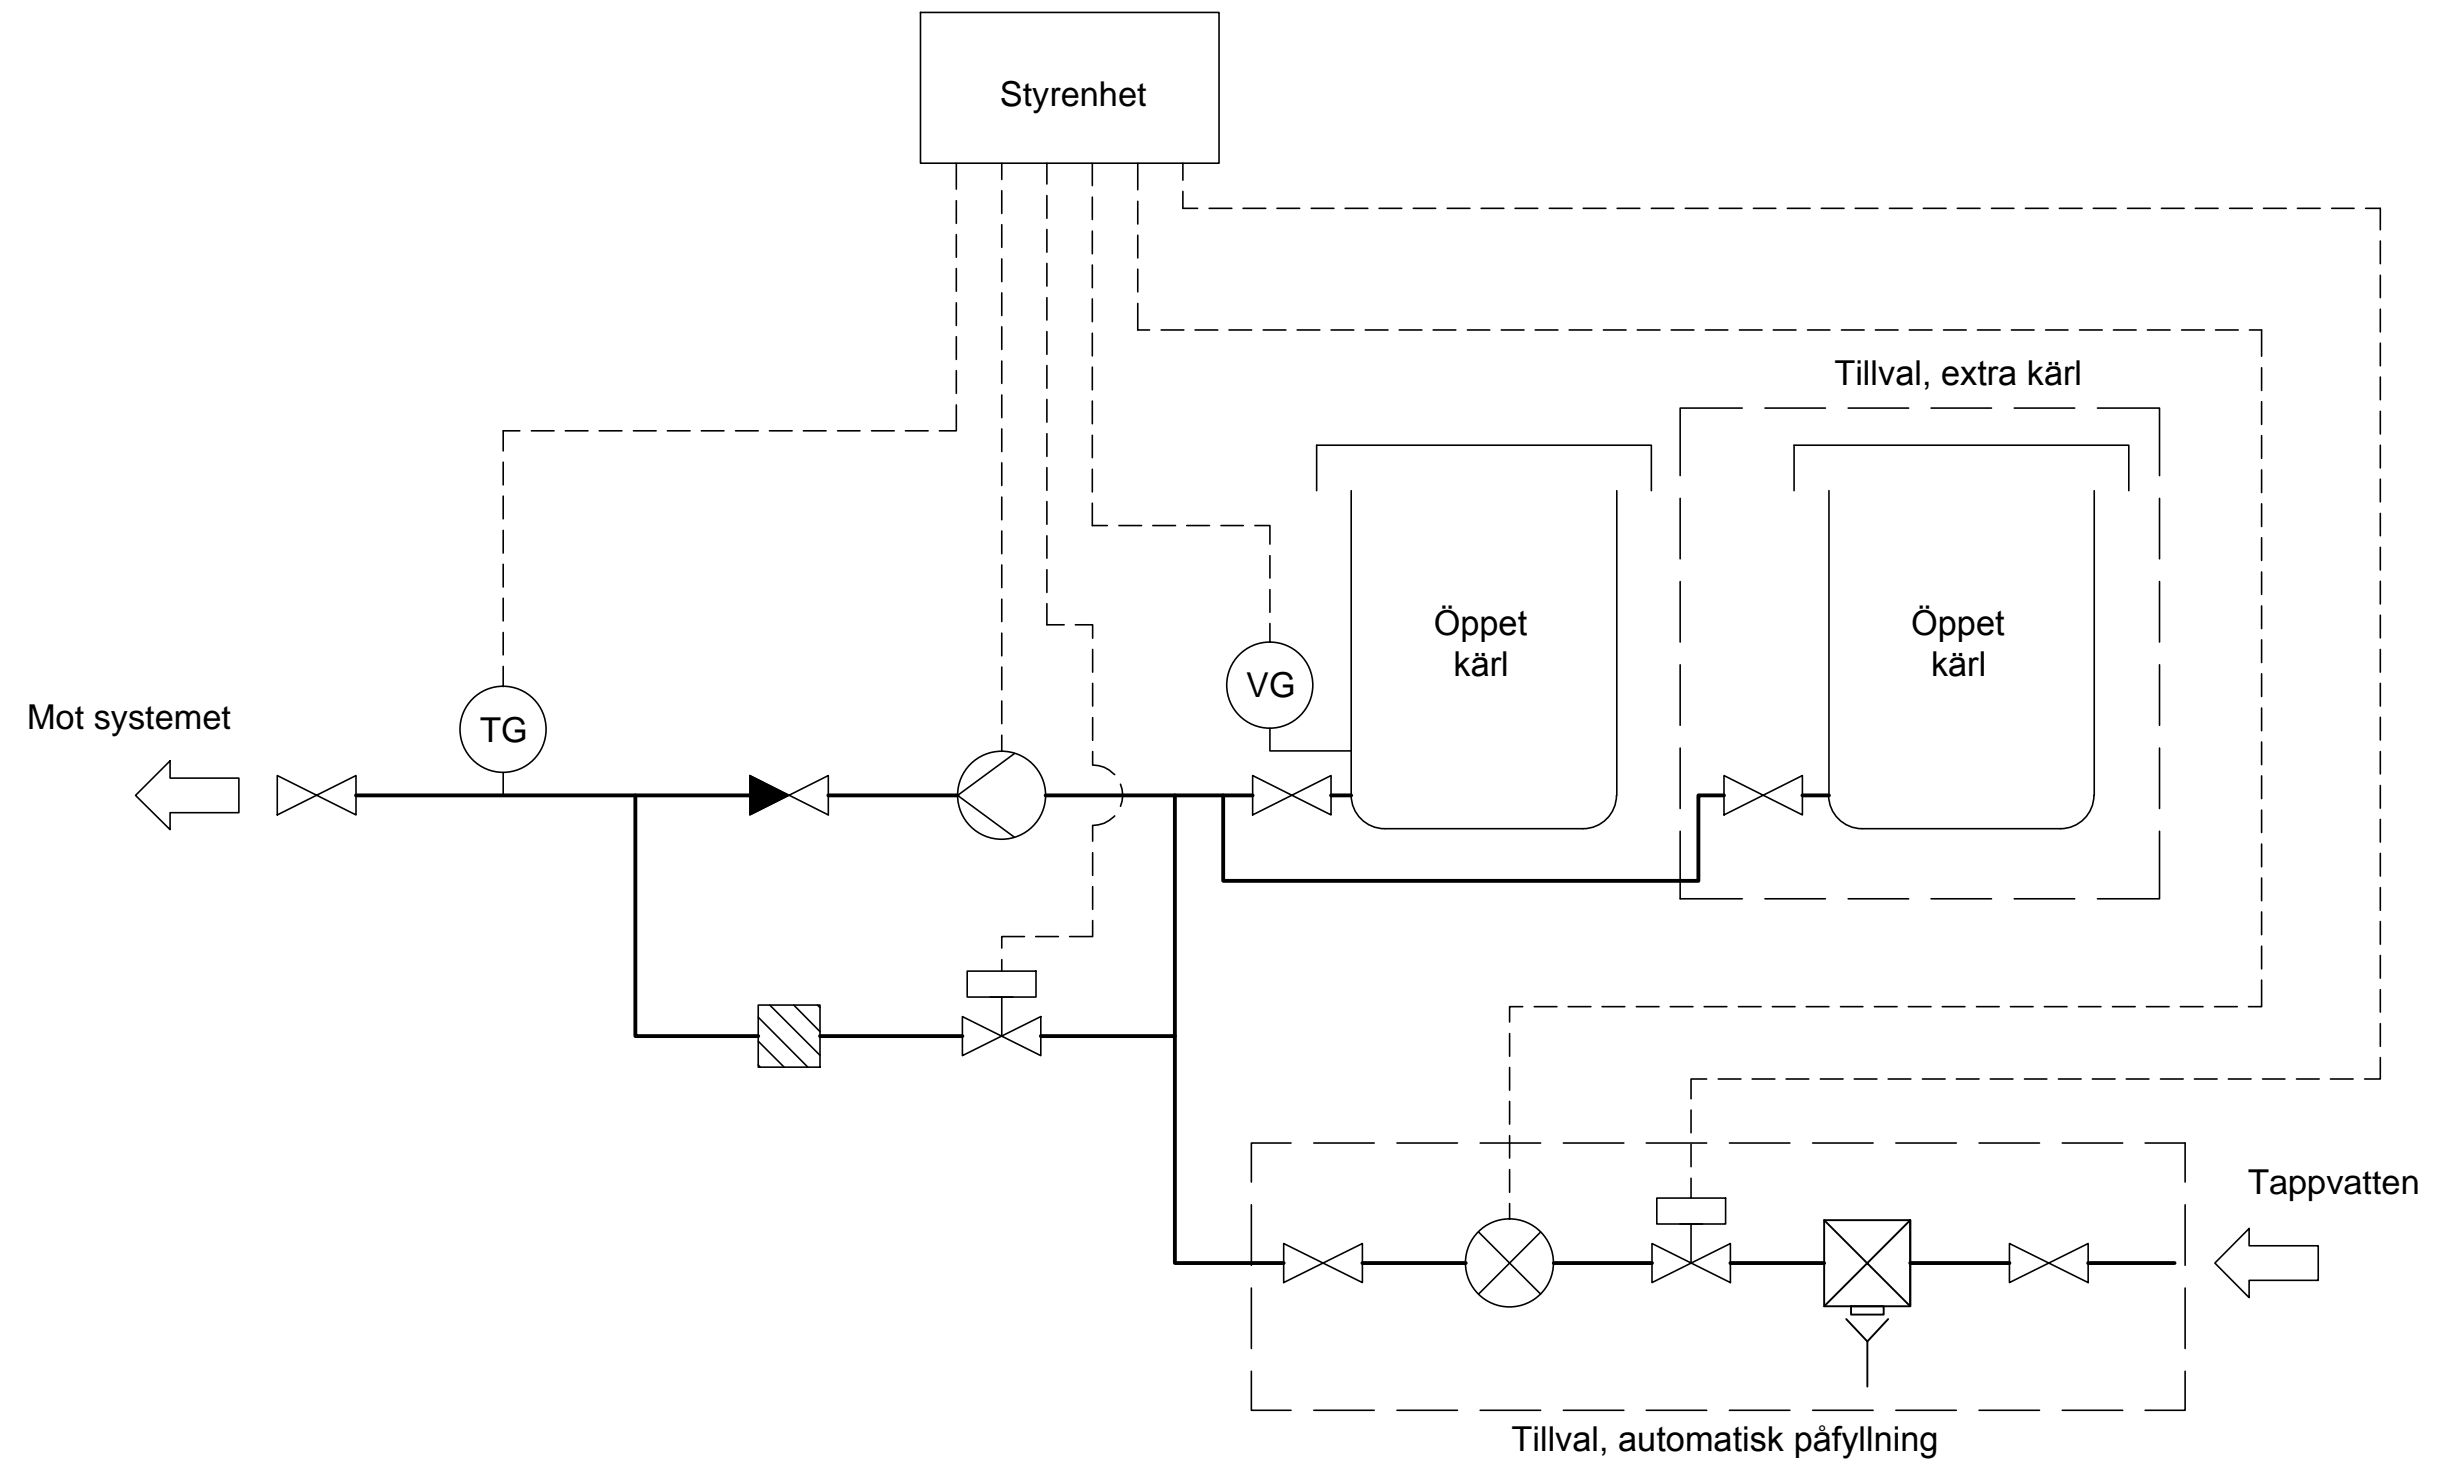 Styrenhet
Tillval, extra kärl
Öppet
kärl
Öppet
kärl
VG
Mot systemet
TG
Tappvatten
Tillval, automatisk påfyllning